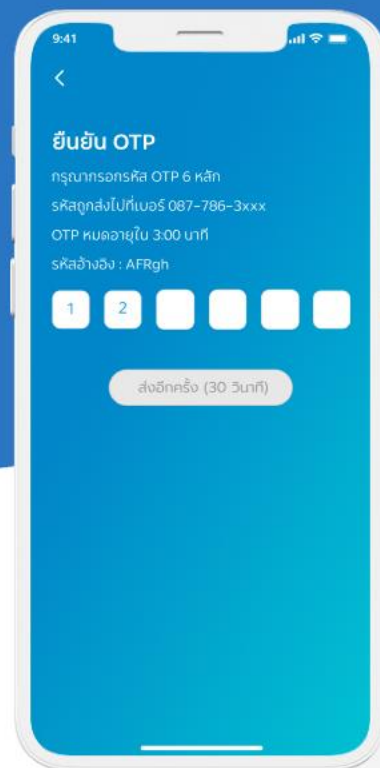 9:41
ยืนยัน OTP
กรุณากรอกรหัส OTP 6 หลัก
รหัสถูกส่งไปที่เบอร์ 087-786-3xxx
OTP หมดอายุใน 3:00 นาที
รหัสอ้างอิง : AFRgh
1 2
ส่งอีกครั้ง (30 วินาที)